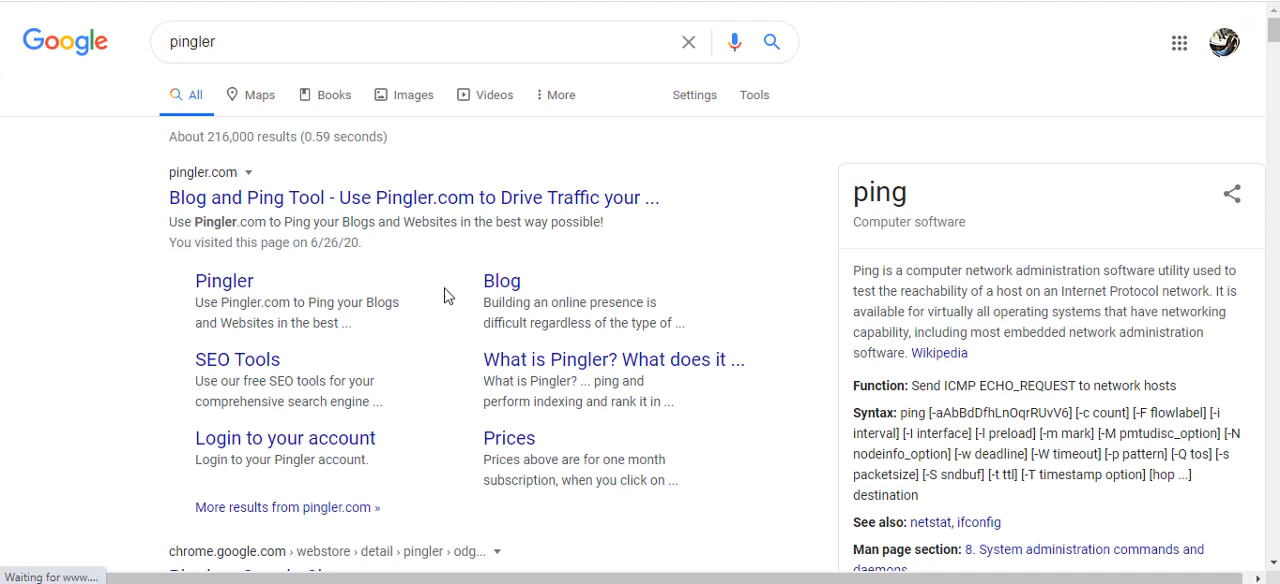 Google
pingler
All
Maps
Books
Images
Videos
More
Settings
Tools
About 216,000 results (0.59 seconds)
pingler.com
Blog and Ping Tool - Use Pingler.com to Drive Traffic your ...
Use Pingler.com to Ping your Blogs and Websites in the best way possible!
You visited this page on 6/26/20.
Pingler
Use Pingler.com to Ping your Blogs
and Websites in the best ...
Blog
Building an online presence is
difficult regardless of the type of ...
SEO Tools
Use our free SEO tools for your
comprehensive search engine ...
What is Pingler? What does it ...
What is Pingler? ... ping and
perform indexing and rank it in ...
Login to your account
Login to your Pingler account.
Prices
Prices above are for one month
subscription, when you click on ...
More results from pingler.com »
chrome.google.com › webstore › detail › pingler › odg...
ping
Computer software
Ping is a computer network administration software utility used to
test the reachability of a host on an Internet Protocol network. It is
available for virtually all operating systems that have networking
capability, including most embedded network administration
software. Wikipedia
Function: Send ICMP ECHO_REQUEST to network hosts
Syntax: ping [-aAbBdDfhLnOqrRUvV6] [-c count] [-F flowlabel] [-i
interval] [-I interface] [-l preload] [-m mark] [-M pmtudisc_option] [-N
nodeinfo_option] [-w deadline] [-W timeout] [-p pattern] [-Q tos] [-s
packetsize] [-S sndbuf] [-t ttl] [-T timestamp option] [hop ...]
destination
See also: netstat, ifconfig
Man page section: 8. System administration commands and
daemons
Waiting for www....